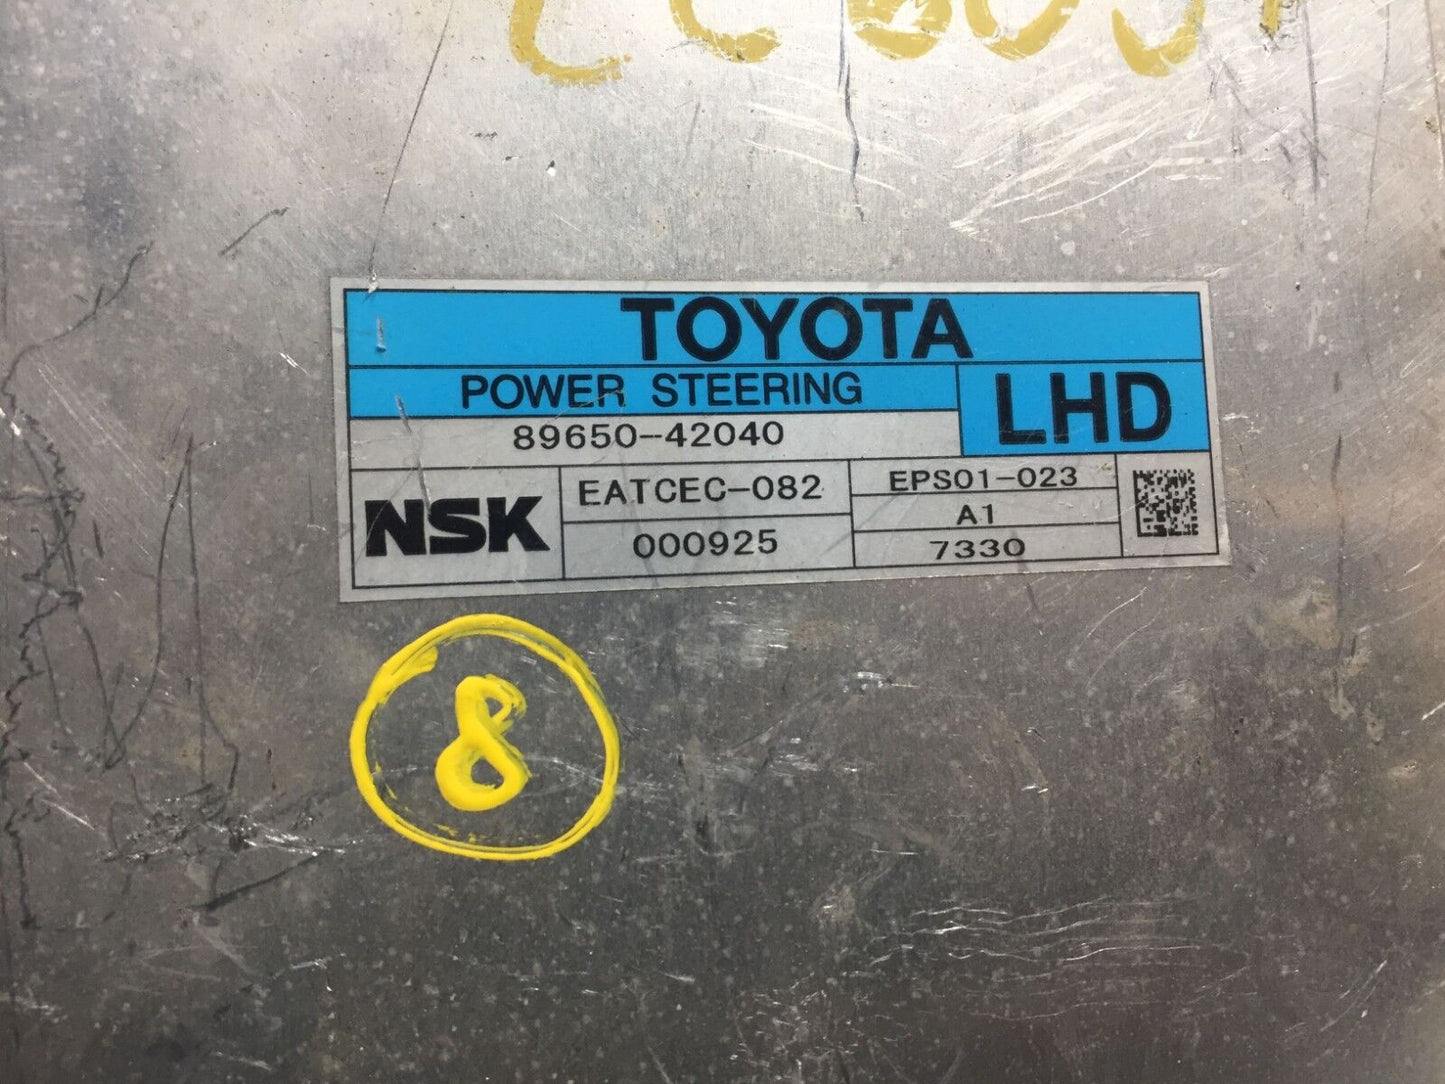 TOYOTA
POWER STEERING
LHD
89650-42040
NSK
EATCEC-082
000925
EPS01-023
A1
7330
8